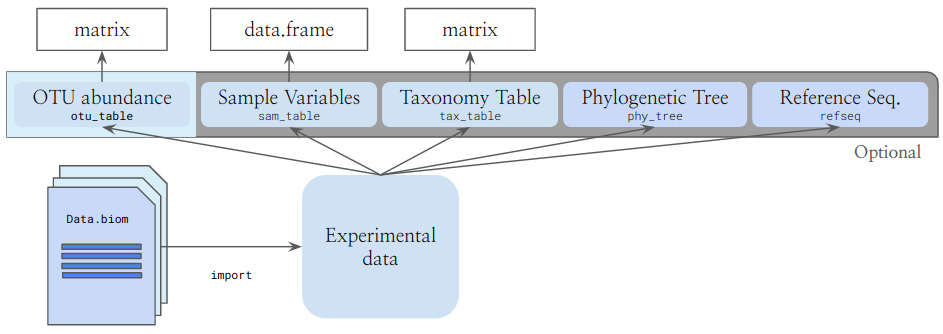 matrix
data.frame
matrix
OTU abundance
otu_table
Sample Variables
sam_table
Taxonomy Table
tax_table
Phylogenetic Tree
phy_tree
Reference Seq.
refseq
Optional
Data.biom
import
Experimental
data